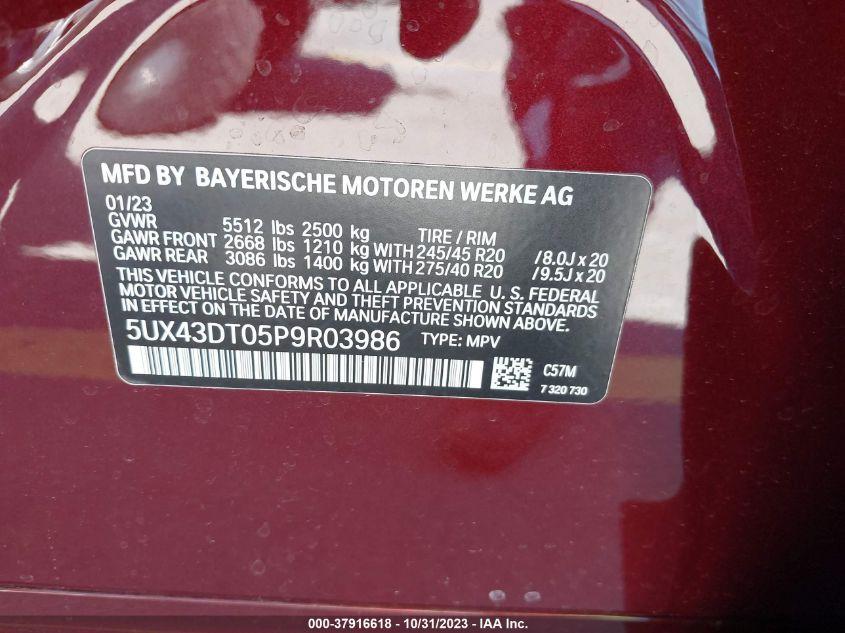 MFD BY BAYERISCHE MOTOREN WERKE AG
01/23
GVWR 5512 lbs 2500 kg TIRE / RIM
GAWR FRONT 2668 lbs 1210 kg WITH 245/45 R20 /8.0J x 20
GAWR REAR 3086 lbs 1400 kg WITH 275/40 R20 /9.5J x 20
THIS VEHICLE CONFORMS TO ALL APPLICABLE U. S. FEDERAL
MOTOR VEHICLE SAFETY AND THEFT PREVENTION STANDARDS
IN EFFECT ON THE DATE OF MANUFACTURE SHOWN ABOVE.
5UX43DT05P9R03986 TYPE: MPV
C57M
7 320 730
000-37916618 - 10/31/2023 - IAA Inc.